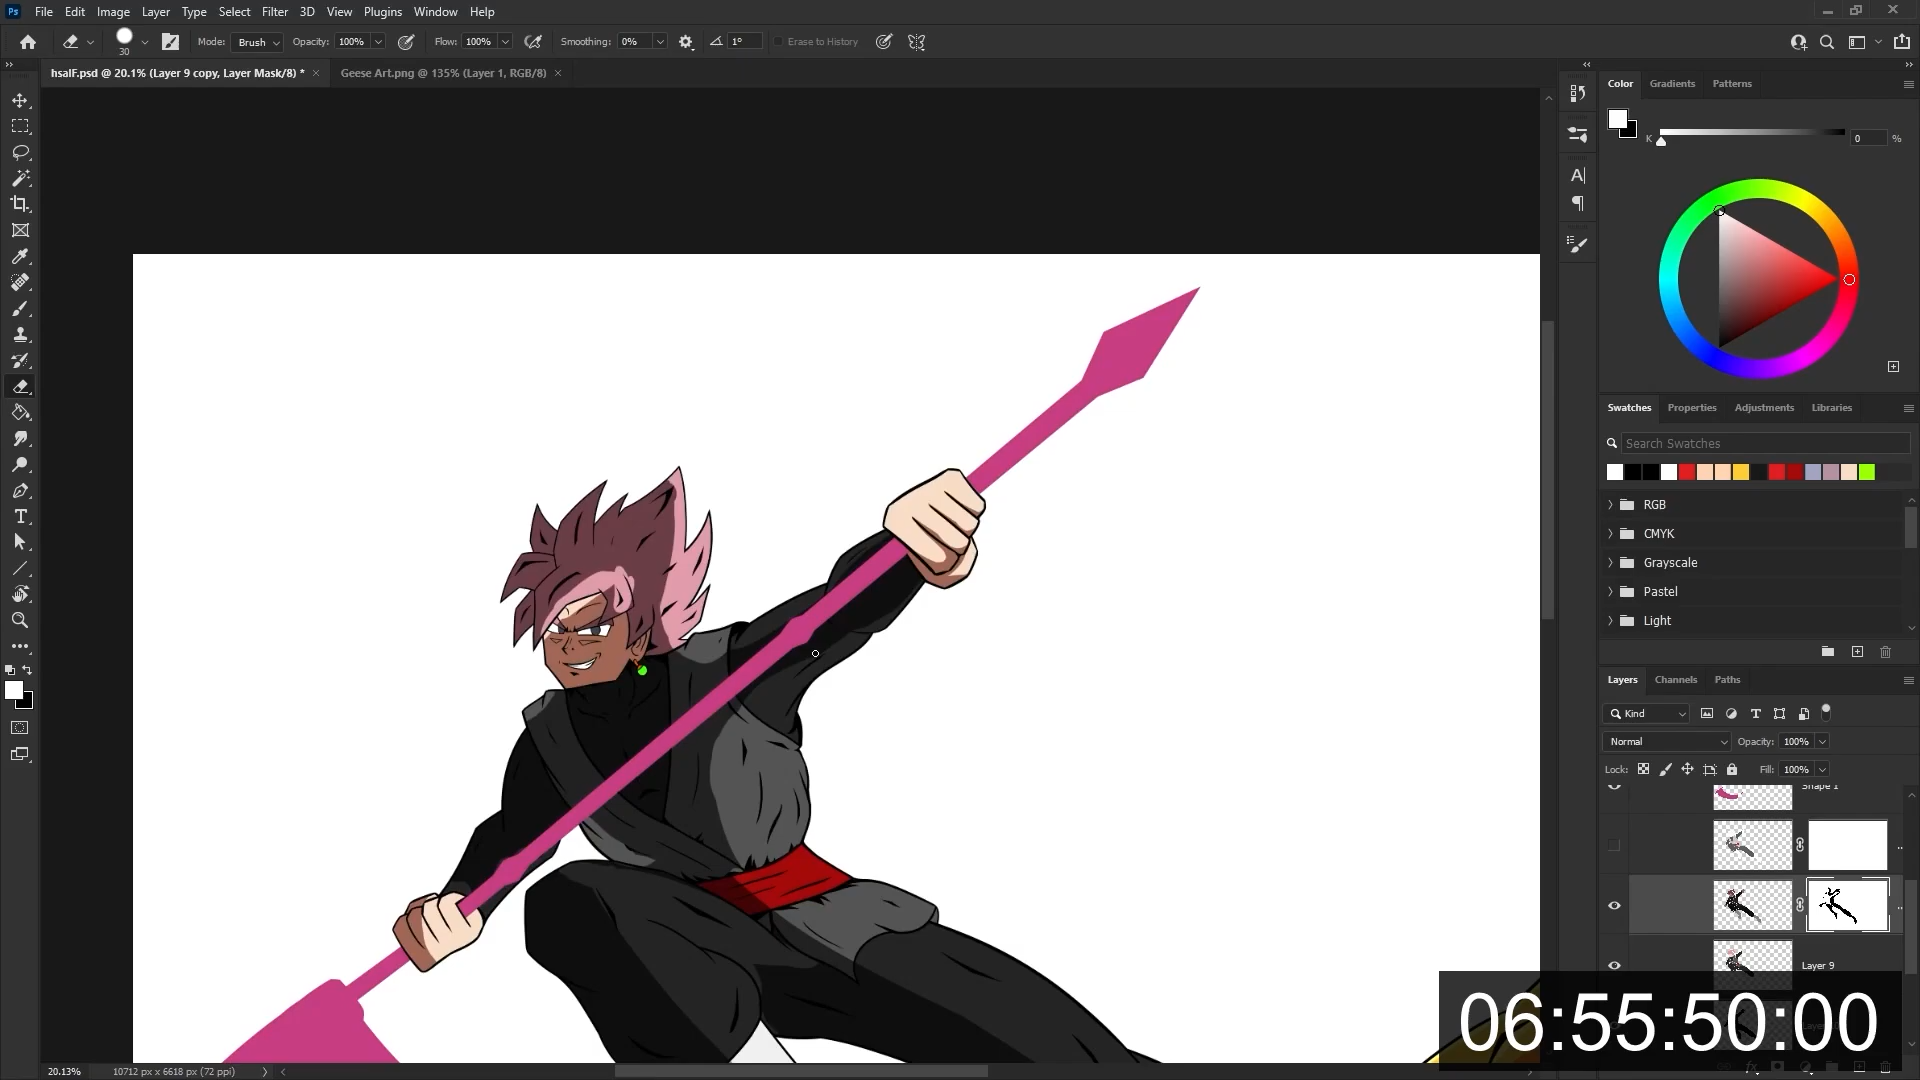 Ps File Edit Image Layer Type Select Filter 3D View Plugins Window Help
30 Mode: Brush Opacity: 100% Flow: 100% Smoothing: 0% 1° Erase to History
hsalF.psd @ 20.1% (Layer 9 copy, Layer Mask/8) * × Geese Art.png @ 135% (Layer 1, RGB/8) ×
Color Gradients Patterns
K 0 %
Swatches Properties Adjustments Libraries
Search Swatches
RGB
CMYK
Grayscale
Pastel
Light
Layers Channels Paths
Kind
Normal Opacity: 100%
Lock: Fill: 100%
Shape 1
Layer 9
06:55:50:00
20.13% 10712 px x 6618 px (72 ppi)